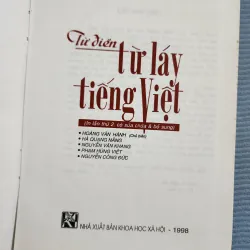 Từ điển
từ láy
tiếng Việt
(In lần thứ 2, có sửa chữa & bổ sung)
• HOÀNG VĂN HÀNH (Chủ biên)
• HÀ QUANG NĂNG
• NGUYỄN VĂN KHANG
• PHẠM HÙNG VIỆT
• NGUYỄN CÔNG ĐỨC
NHÀ XUẤT BẢN KHOA HỌC XÃ HỘI - 1998